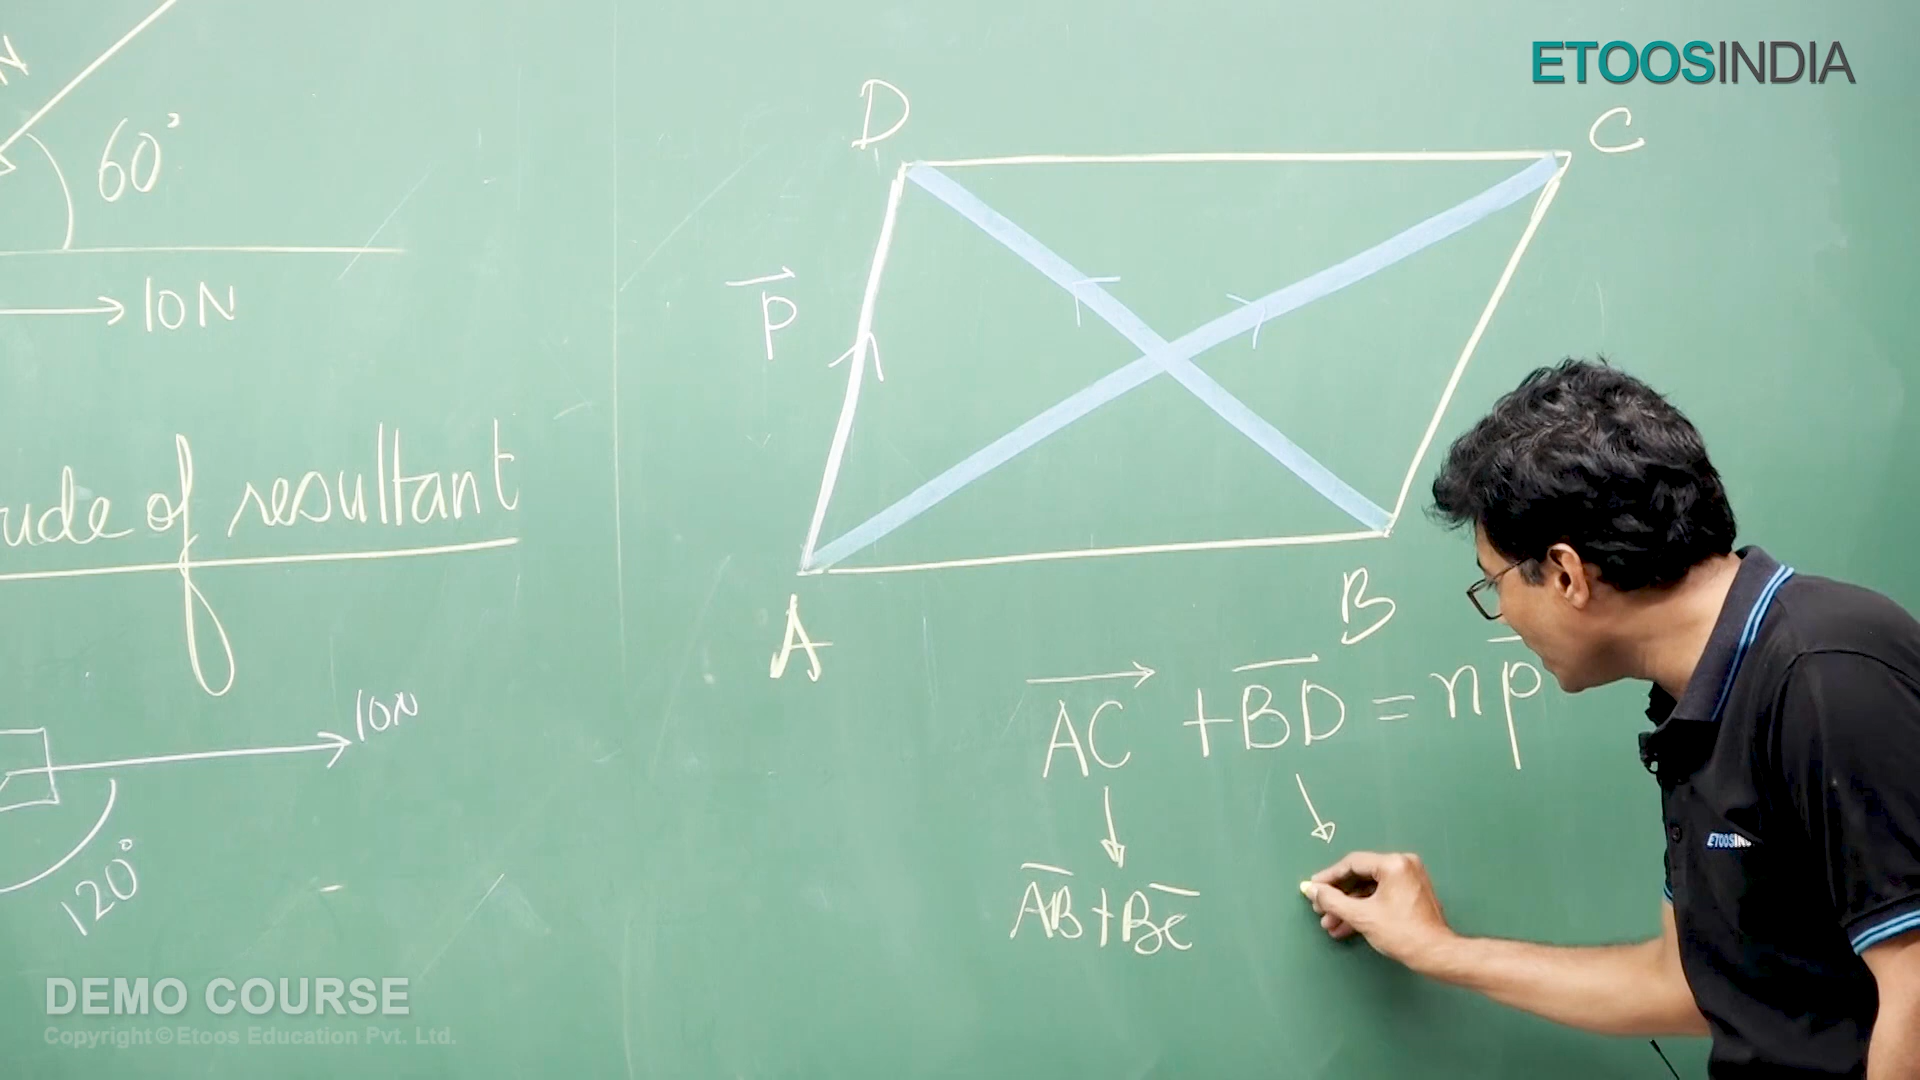 ETOOSINDIA
N
60°
10N
D
C
P
A
B
of resultant
10N
120°
AC + BD = np
AB + BC
DEMO COURSE
Copyright©Etoos Education Pvt. Ltd.